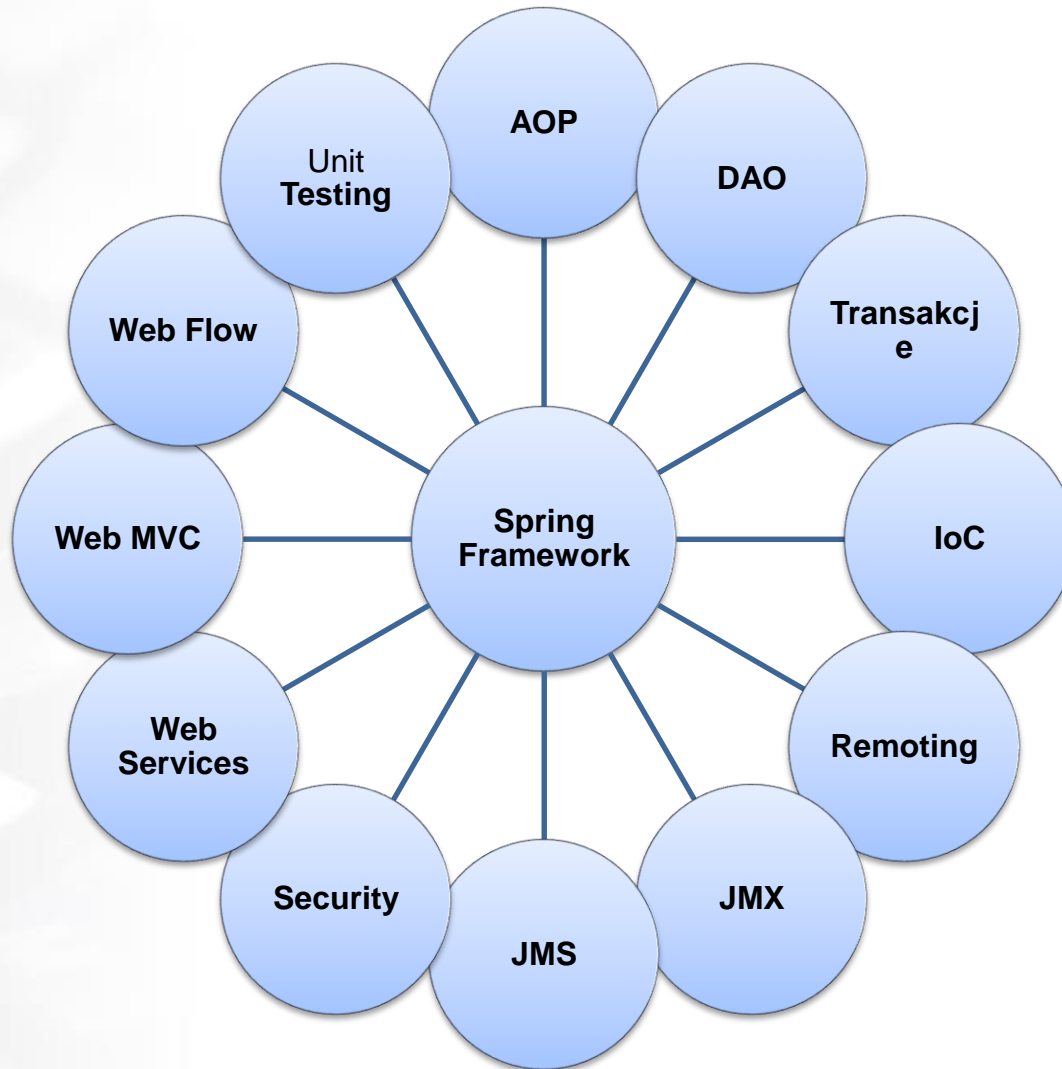 AOP
DAO
Transakcj
e
IoC
Remoting
JMX
JMS
Security
Web
Services
Web MVC
Web Flow
Unit
Testing
Spring
Framework